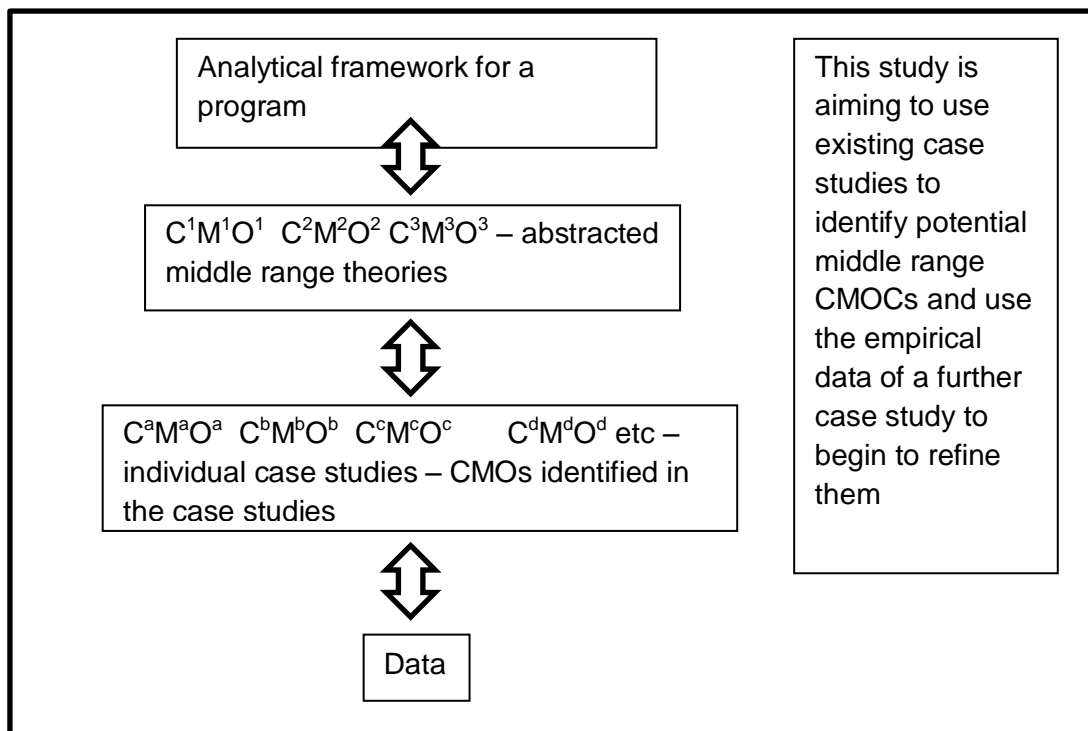 Analytical framework for a
program
C¹M¹O¹ C²M²O² C³M³O³ – abstracted
middle range theories
CᵃMᵃOᵃ CᵇMᵇOᵇ CᶜMᶜOᶜ CᵈMᵈOᵈ etc –
individual case studies – CMOs identified in
the case studies
Data
This study is
aiming to use
existing case
studies to
identify potential
middle range
CMOCs and use
the empirical
data of a further
case study to
begin to refine
them